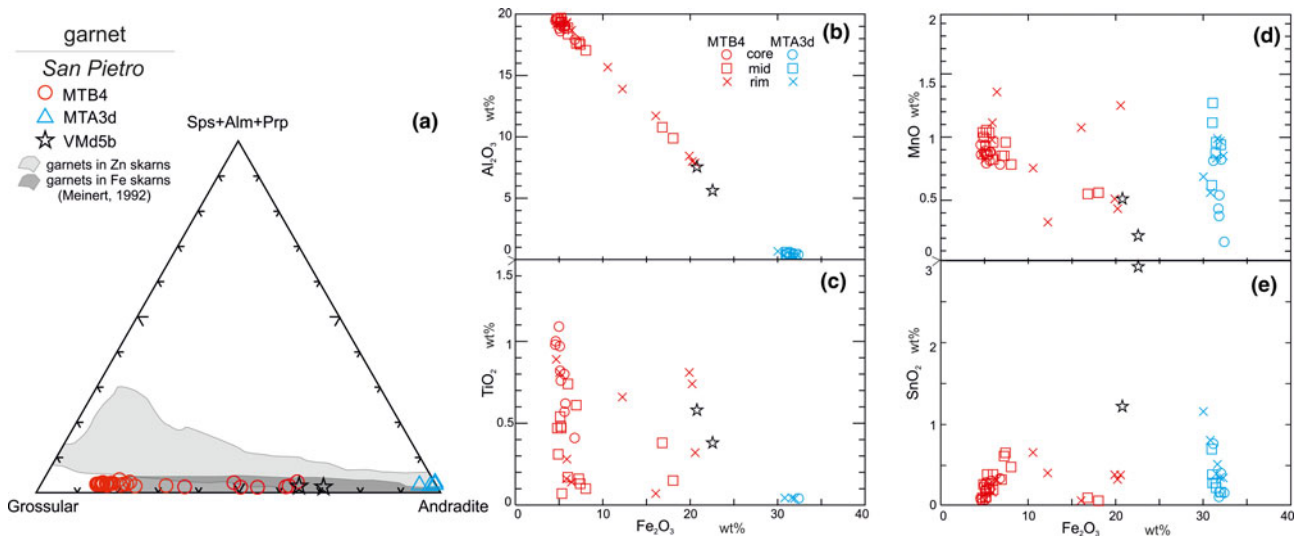 garnet
San Pietro
MTB4
MTA3d
VMd5b
garnets in Zn skarns
garnets in Fe skarns
(Meinert, 1992)
(a)
Sps+Alm+Prp
Grossular
Andradite
(b)
MTB4 MTA3d
core
mid
rim
Al₂O₃ wt%
20
15
10
5
0
(c)
TiO₂ wt%
1.5
1
0.5
0
0 10 20 30 40
Fe₂O₃ wt%
(d)
MnO wt%
2
1.5
1
0.5
0
(e)
SnO₂ wt%
3
2
1
0
0 10 20 30 40
Fe₂O₃ wt%